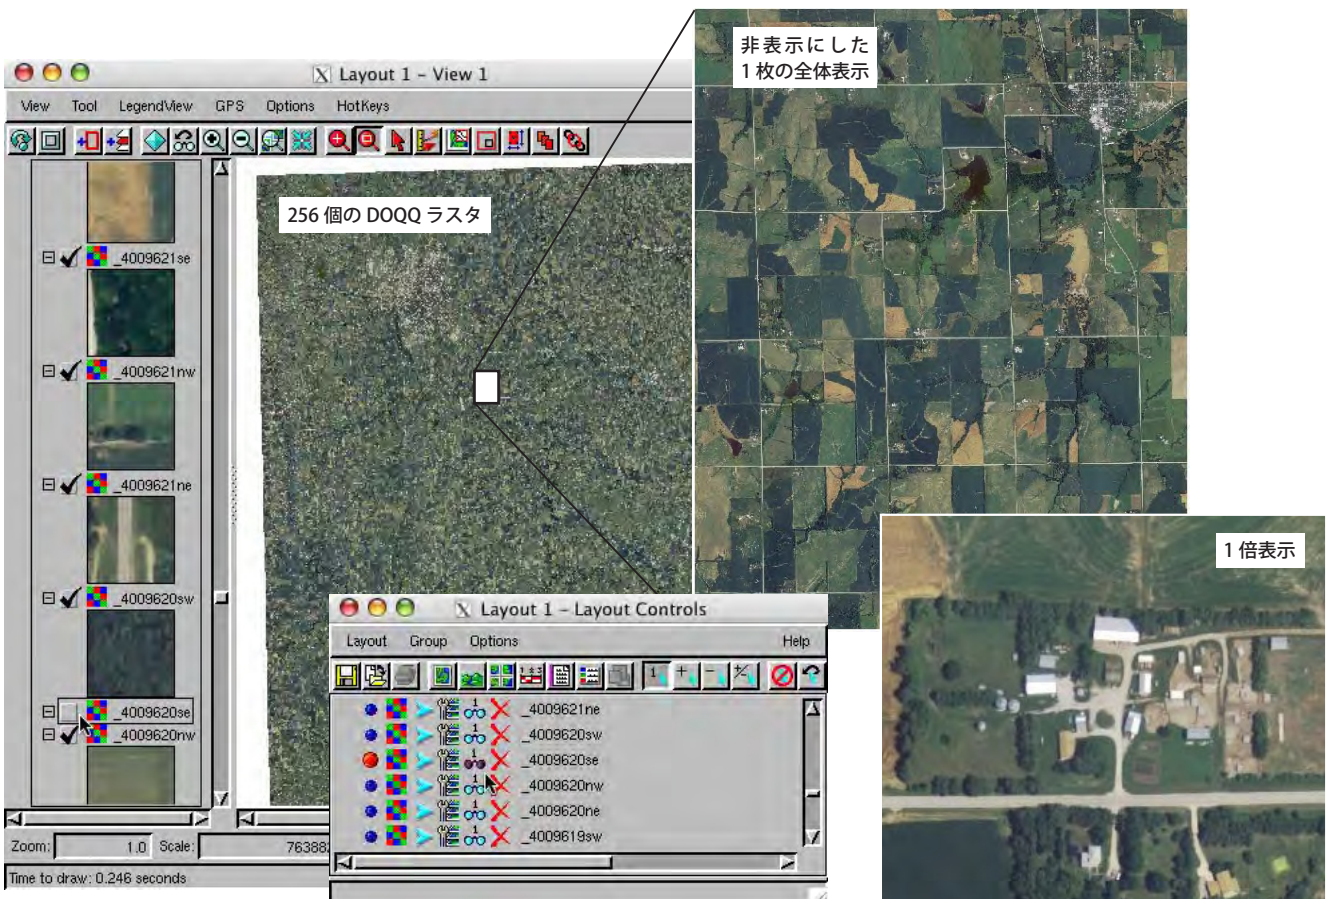 非表示にした
1枚の全体表示
Layout 1 - View 1
View Tool LegendView GPS Options HotKeys
256 個の DOQQ ラスタ
_4009621se
_4009621nw
_4009621ne
_4009620sw
_4009620se
_4009620nw
Zoom: 1.0 Scale: 76388
Time to draw: 0.246 seconds
Layout 1 - Layout Controls
Layout Group Options Help
_4009621ne
_4009620sw
_4009620se
_4009620nw
_4009620ne
_4009619sw
1 倍表示